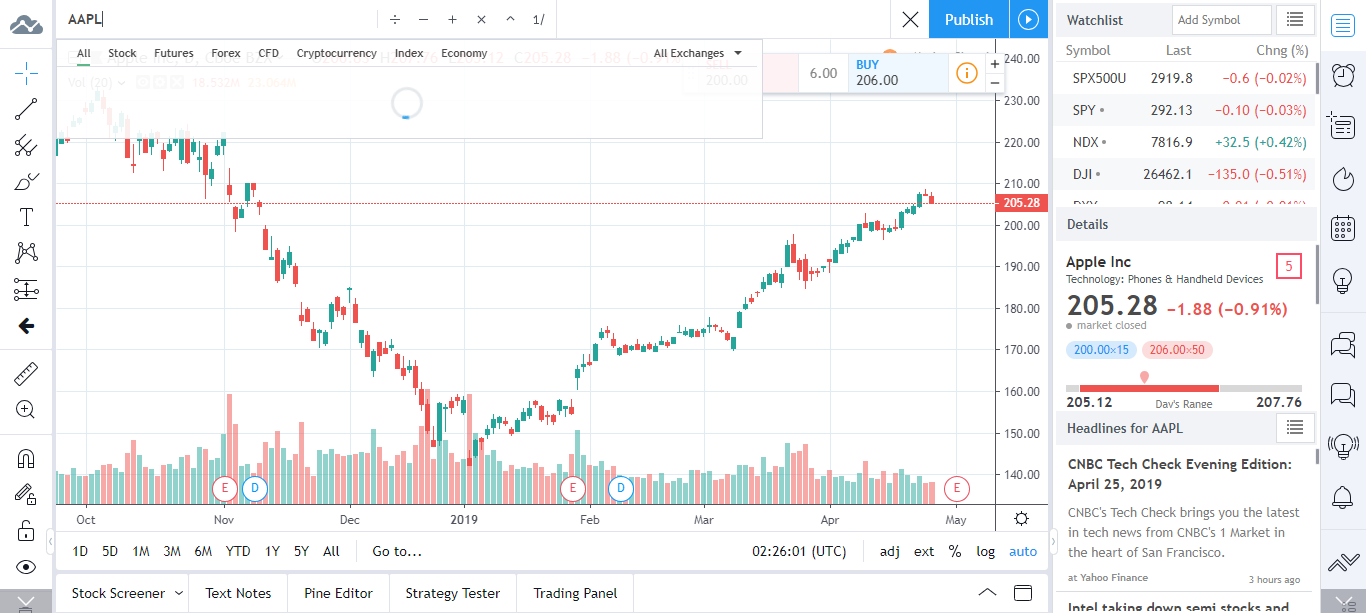 AAPL
÷ − + × ^ 1/
Publish
All Stock Futures Forex CFD Cryptocurrency Index Economy All Exchanges
Vol (20)
18.532M
200.00
6.00
BUY
206.00
240.00
230.00
220.00
210.00
205.28
200.00
190.00
180.00
170.00
160.00
150.00
140.00
E D E D E
Oct Nov Dec 2019 Feb Mar Apr May
1D 5D 1M 3M 6M YTD 1Y 5Y All Go to... 02:26:01 (UTC) adj ext % log auto
Stock Screener Text Notes Pine Editor Strategy Tester Trading Panel
Watchlist Add Symbol
Symbol Last Chng (%)
SPX500U 2919.8 −0.6 (−0.02%)
SPY 292.13 −0.10 (−0.03%)
NDX 7816.9 +32.5 (+0.42%)
DJI 26462.1 −135.0 (−0.51%)
Details
Apple Inc 5
Technology: Phones & Handheld Devices
205.28 −1.88 (−0.91%)
market closed
200.00×15 206.00×50
205.12 Day's Range 207.76
Headlines for AAPL
CNBC Tech Check Evening Edition:
April 25, 2019
CNBC's Tech Check brings you the latest
in tech news from CNBC's 1 Market in
the heart of San Francisco.
at Yahoo Finance 3 hours ago
Intel taking down semi stocks and